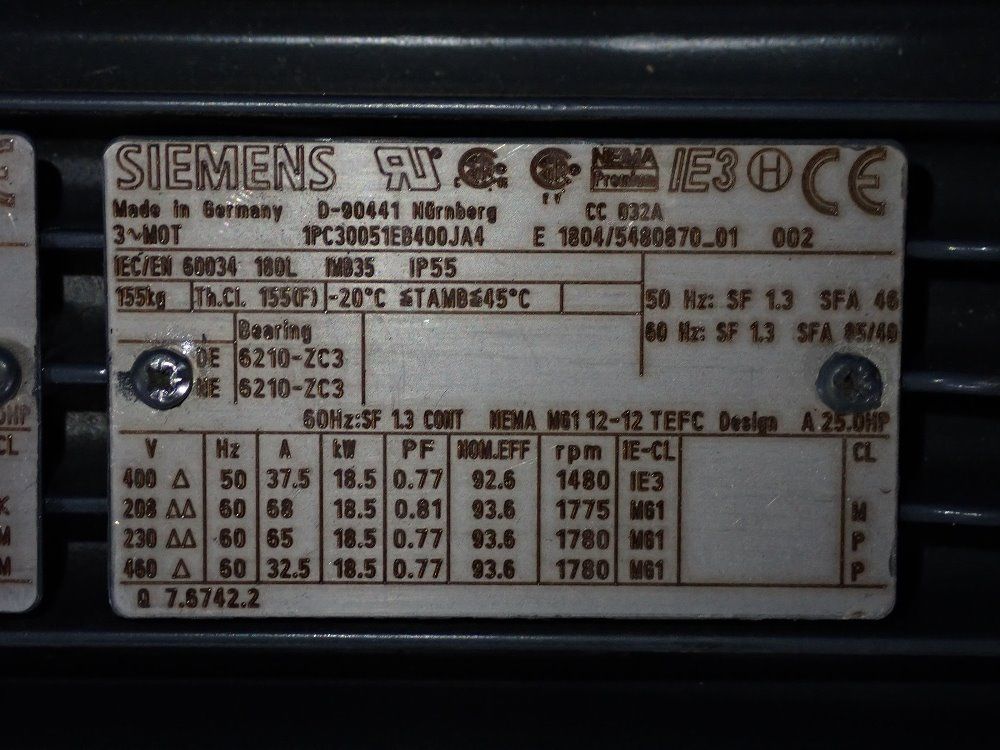 SIEMENS RU NEMA Premium IE3 H CE
Made in Germany D-90441 Nürnberg CC 032A
3~MOT 1PC30051EB400JA4 E 1804/5480870_01 002
IEC/EN 60034 180L IMB35 IP55
155kg Th.Cl. 155(F) -20°C ≤TAMB≤45°C
50 Hz: SF 1.3 SFA 46
60 Hz: SF 1.3 SFA 85/40
Bearing
DE 6210-ZC3
NE 6210-ZC3
60Hz:SF 1.3 CONT NEMA MG1 12-12 TEFC Design A 25.0HP
V Hz A kW PF NOM.EFF rpm IE-CL CL
400 Δ 50 37.5 18.5 0.77 92.6 1480 IE3
208 ΔΔ 60 68 18.5 0.81 93.6 1775 MG1 M
230 ΔΔ 60 65 18.5 0.77 93.6 1780 MG1 P
460 Δ 60 32.5 18.5 0.77 93.6 1780 MG1 P
Q 7.6742.2